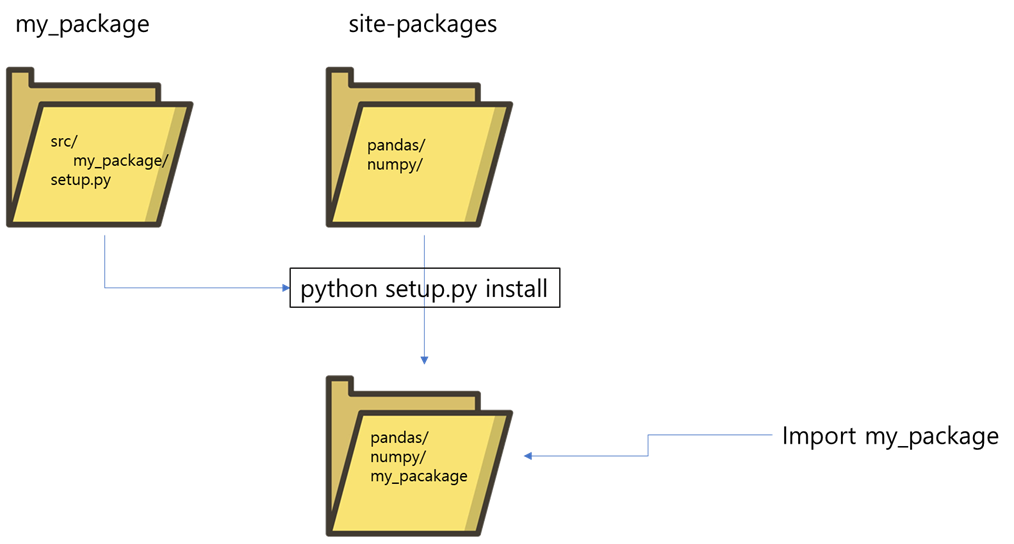 my_package
site-packages
src/
my_package/
setup.py
pandas/
numpy/
python setup.py install
pandas/
numpy/
my_pacakage
Import my_package